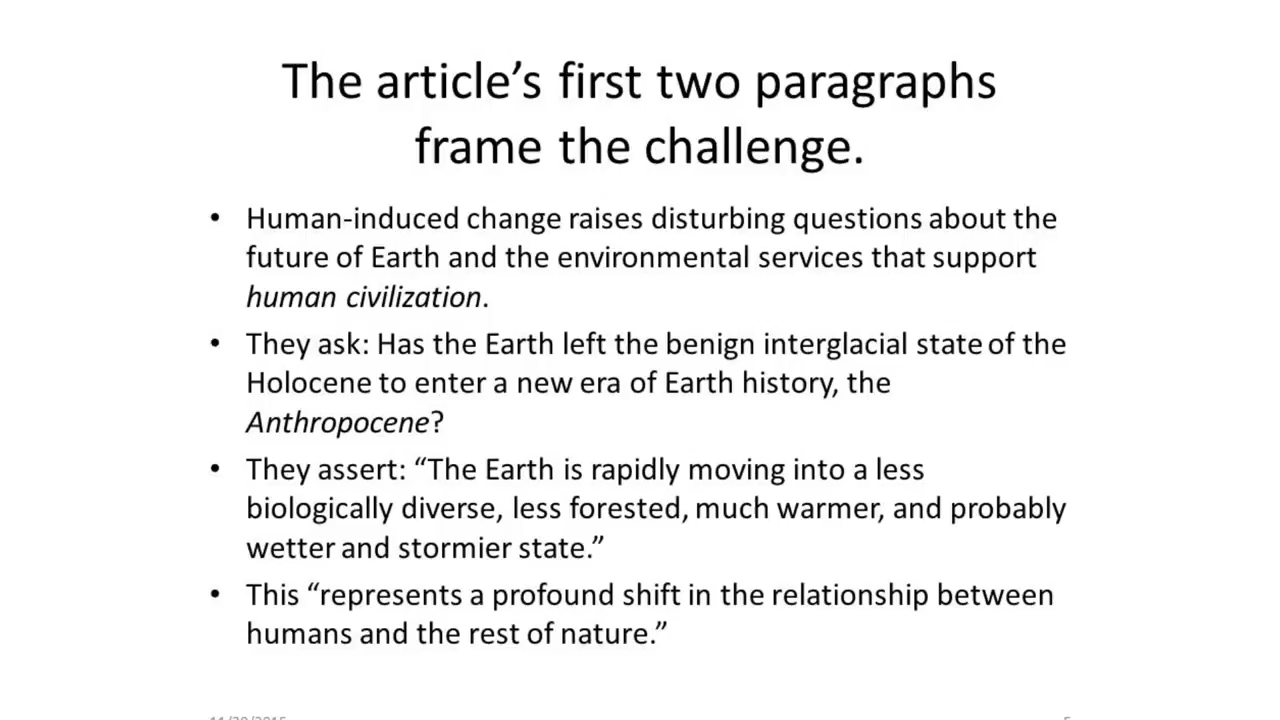 The article’s first two paragraphs
frame the challenge.
• Human-induced change raises disturbing questions about the
future of Earth and the environmental services that support
human civilization.
• They ask: Has the Earth left the benign interglacial state of the
Holocene to enter a new era of Earth history, the
Anthropocene?
• They assert: “The Earth is rapidly moving into a less
biologically diverse, less forested, much warmer, and probably
wetter and stormier state.”
• This “represents a profound shift in the relationship between
humans and the rest of nature.”